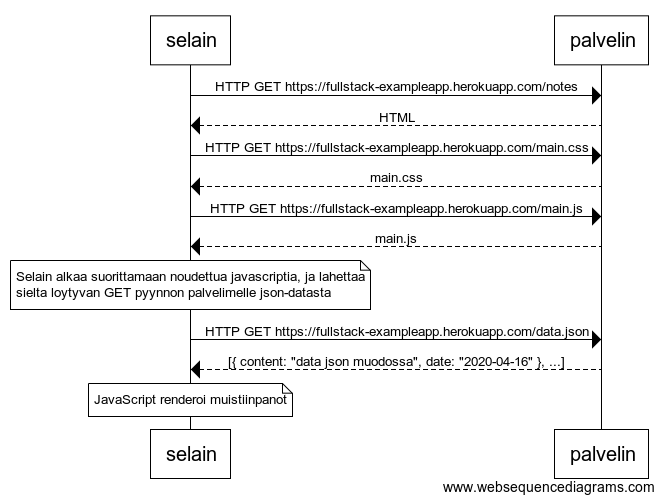 selain
palvelin
HTTP GET https://fullstack-exampleapp.herokuapp.com/notes
HTML
HTTP GET https://fullstack-exampleapp.herokuapp.com/main.css
main.css
HTTP GET https://fullstack-exampleapp.herokuapp.com/main.js
main.js
Selain alkaa suorittamaan noudettua javascriptia, ja lahettaa
sielta loytyvan GET pyynnon palvelimelle json-datasta
HTTP GET https://fullstack-exampleapp.herokuapp.com/data.json
[{ content: "data json muodossa", date: "2020-04-16" }, ...]
JavaScript renderoi muistiinpanot
selain
palvelin
www.websequencediagrams.com